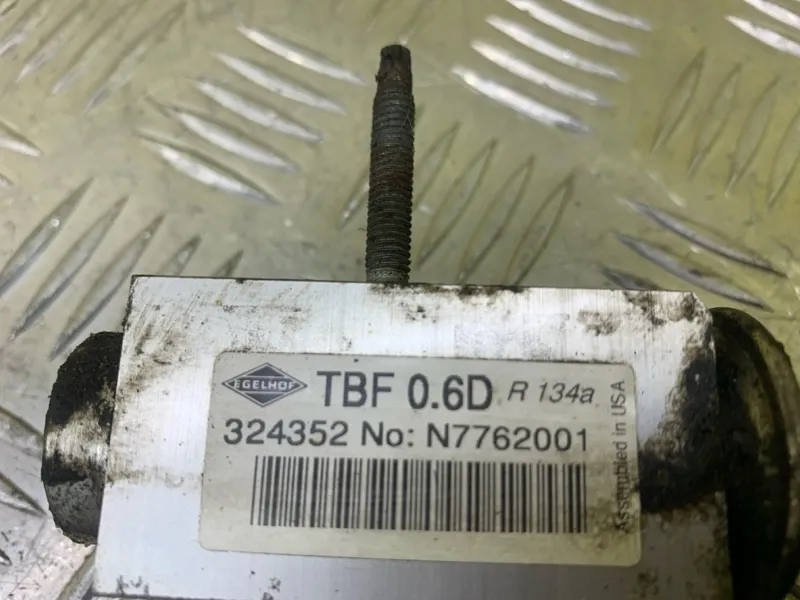 EGELHOF TBF 0.6D R 134a
324352 No: N7762001
Assembled in USA